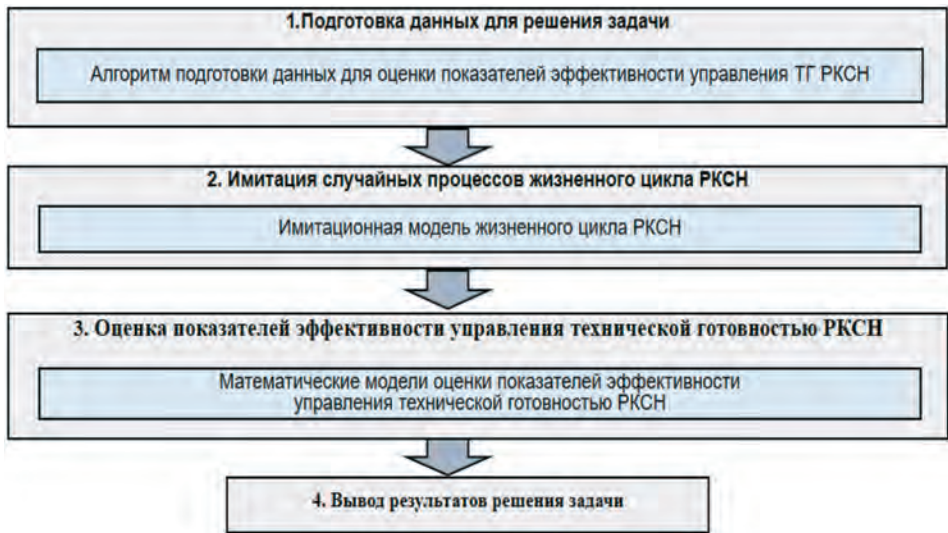 1.Подготовка данных для решения задачи
Алгоритм подготовки данных для оценки показателей эффективности управления ТГ РКСН
2. Имитация случайных процессов жизненного цикла РКСН
Имитационная модель жизненного цикла РКСН
3. Оценка показателей эффективности управления технической готовностью РКСН
Математические модели оценки показателей эффективности
управления технической готовностью РКСН
4. Вывод результатов решения задачи